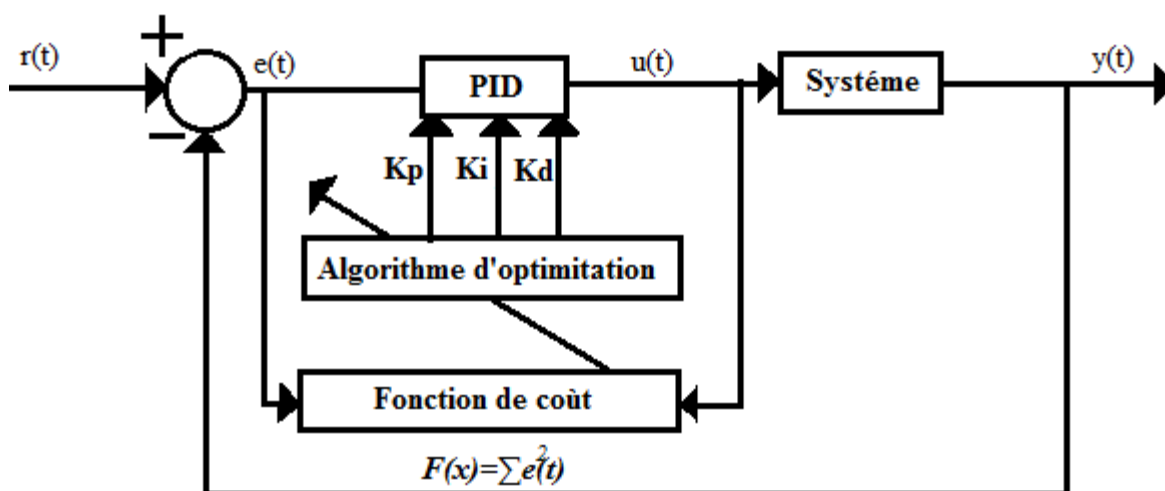 r(t)
+
−
e(t)
PID
u(t)
Systéme
y(t)
Kp Ki Kd
Algorithme d'optimitation
Fonction de coùt
F(x)=∑e²(t)